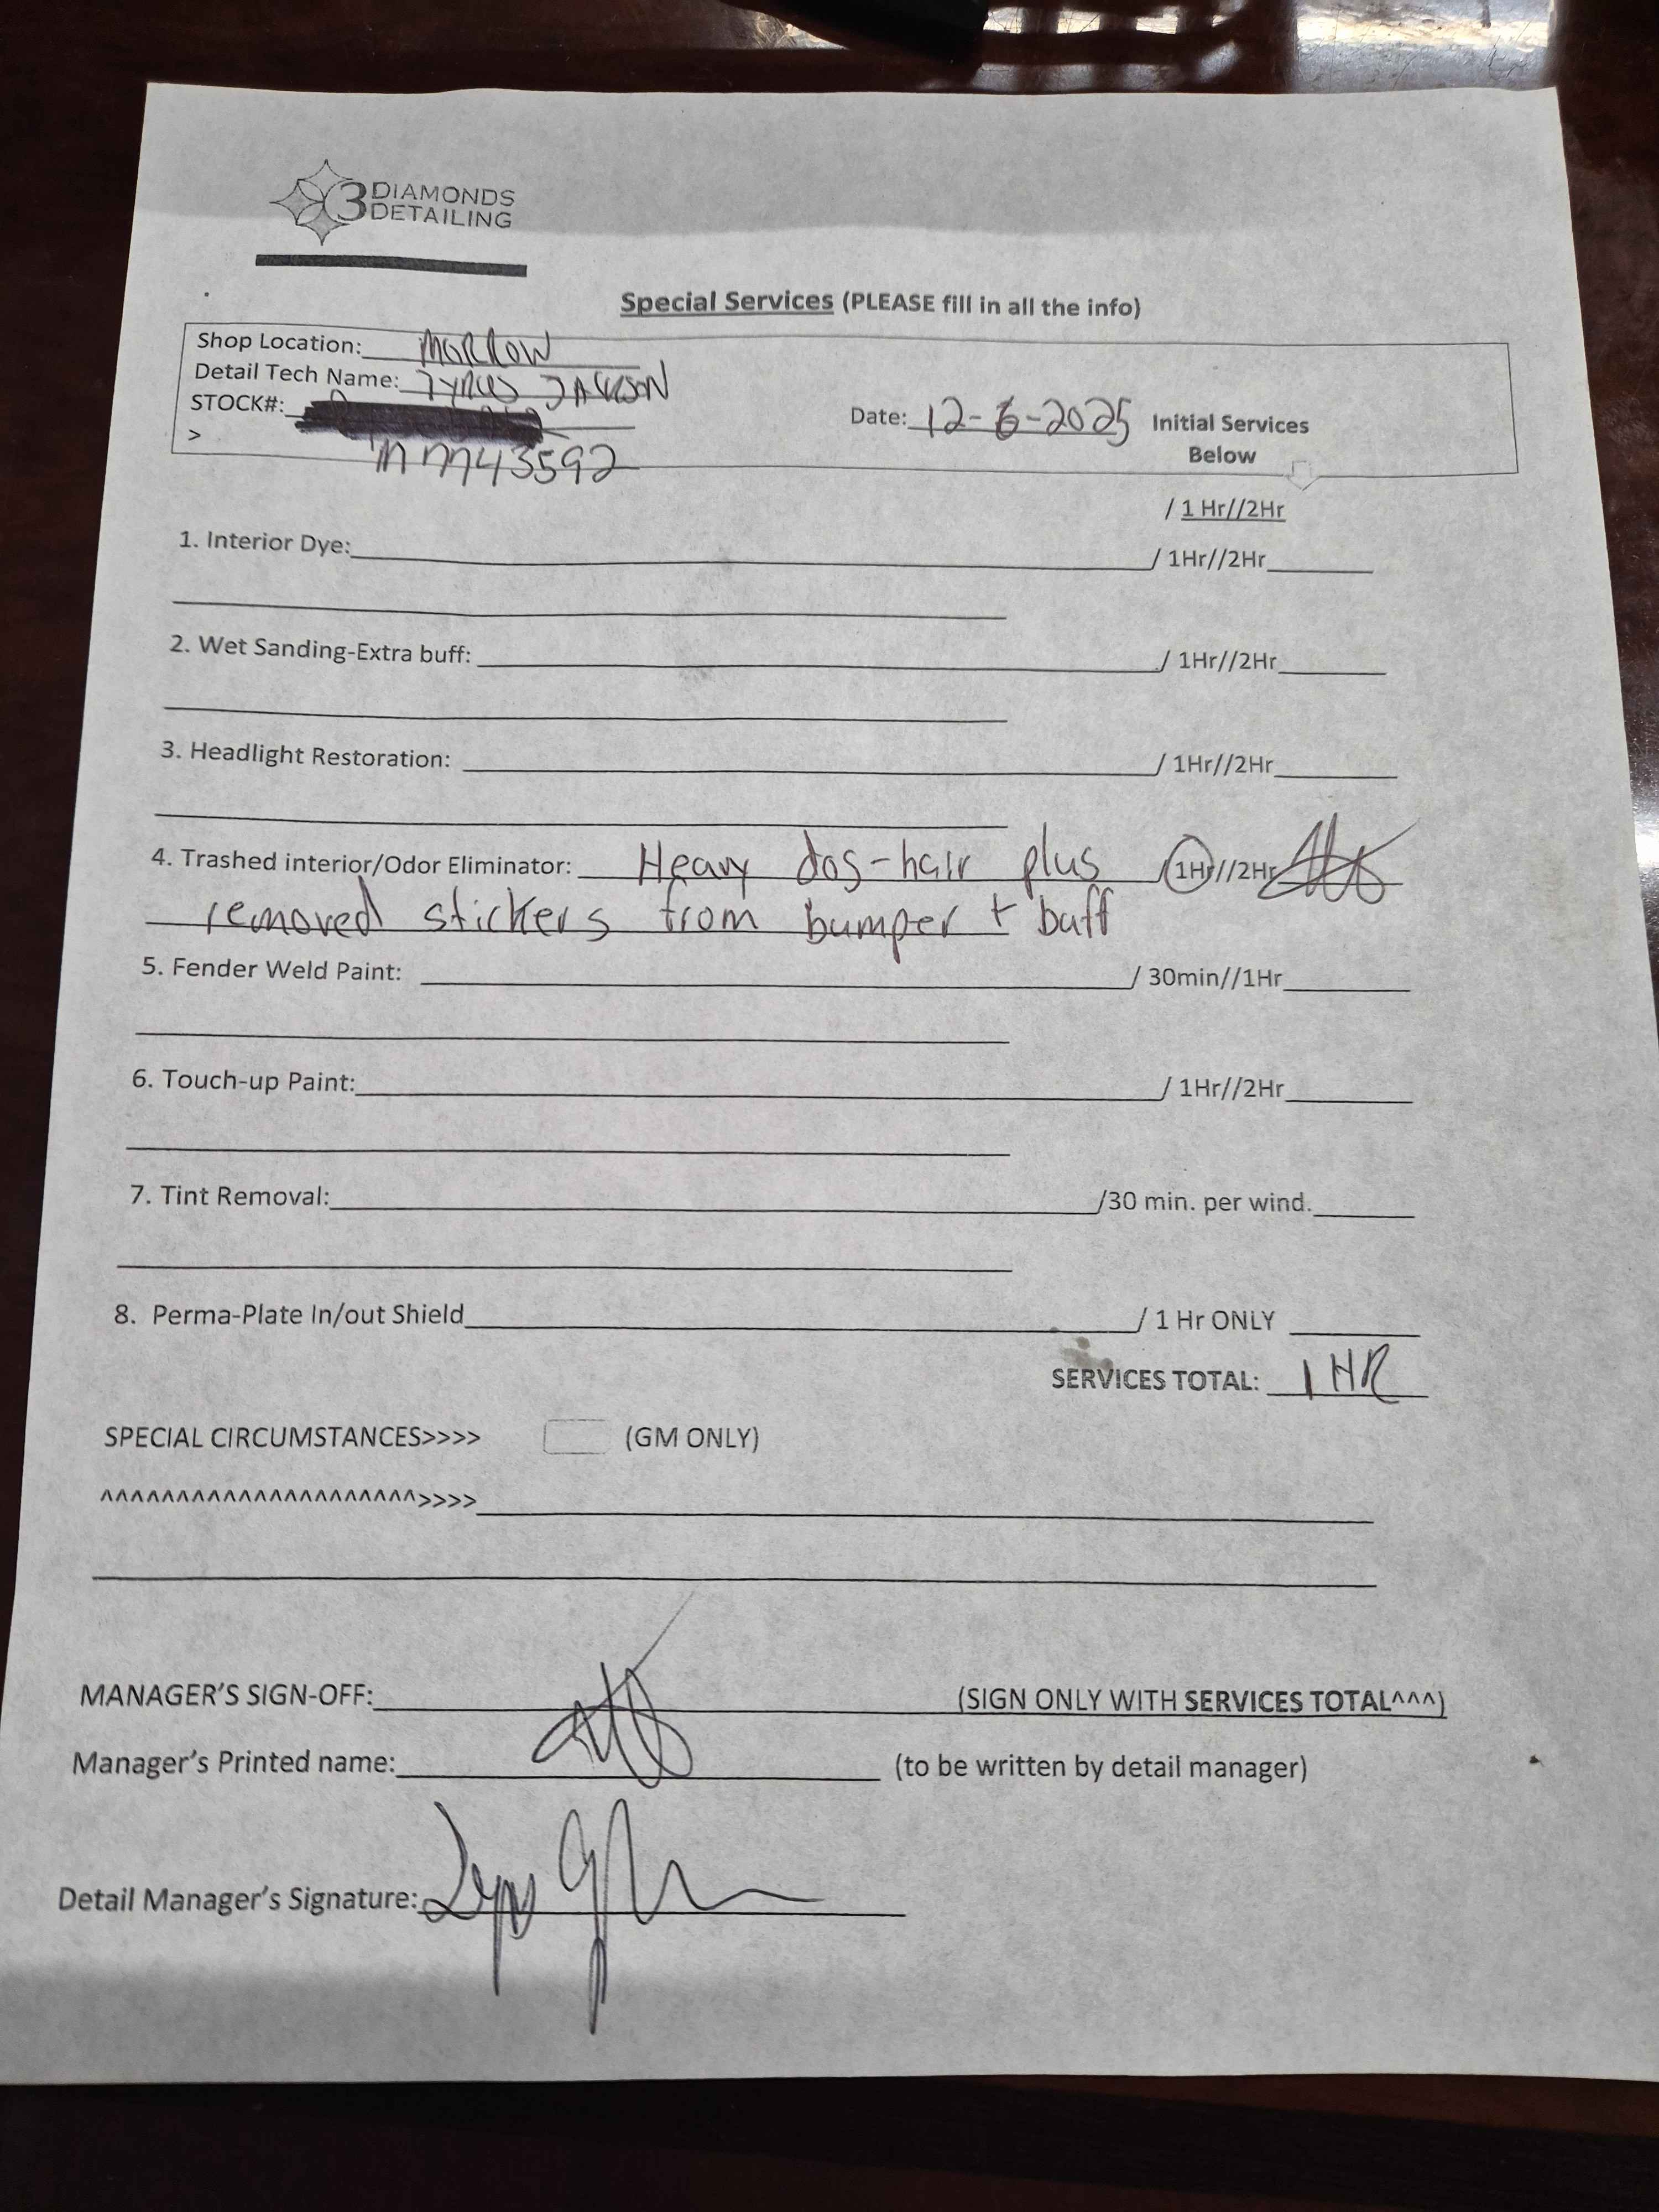 3 DIAMONDS
DETAILING
Special Services (PLEASE fill in all the info)
Shop Location: MORROW
Detail Tech Name: JACKSON
STOCK#:
> 743592
Date: 12-6-2025 Initial Services
Below
/ 1 Hr//2Hr
1. Interior Dye: / 1Hr//2Hr
2. Wet Sanding-Extra buff: / 1Hr//2Hr
3. Headlight Restoration: / 1Hr//2Hr
4. Trashed interior/Odor Eliminator: Heavy dog-hair plus / 1Hr//2Hr
removed stickers from bumper + buff
5. Fender Weld Paint: / 30min//1Hr
6. Touch-up Paint: / 1Hr//2Hr
7. Tint Removal: /30 min. per wind.
8. Perma-Plate In/out Shield / 1 Hr ONLY
SERVICES TOTAL: 1 HR
SPECIAL CIRCUMSTANCES>>>> (GM ONLY)
^^^^^^^^^^^^^^^^^^^^^>>>>
MANAGER'S SIGN-OFF: (SIGN ONLY WITH SERVICES TOTAL^^^)
Manager's Printed name: (to be written by detail manager)
Detail Manager's Signature: